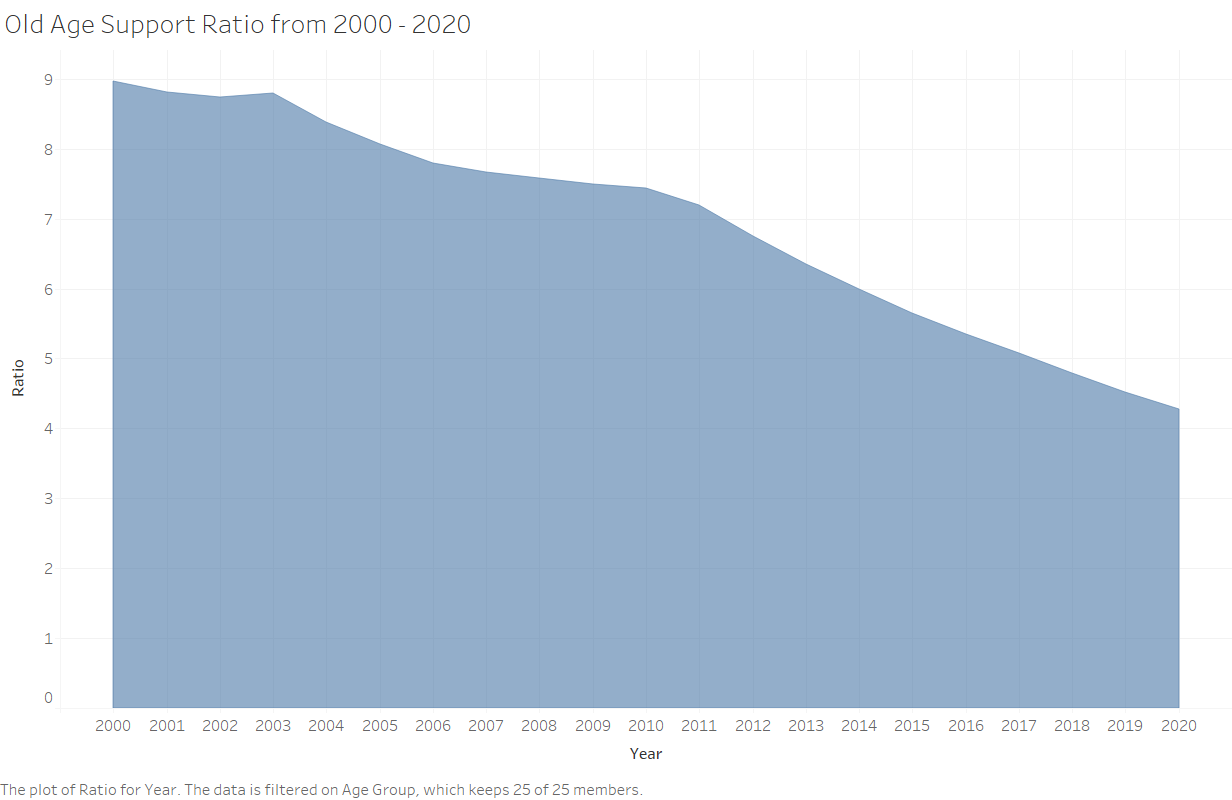 Old Age Support Ratio from 2000 - 2020
9
8
7
6
5
4
3
2
1
0
Ratio
2000 2001 2002 2003 2004 2005 2006 2007 2008 2009 2010 2011 2012 2013 2014 2015 2016 2017 2018 2019 2020
Year
The plot of Ratio for Year. The data is filtered on Age Group, which keeps 25 of 25 members.